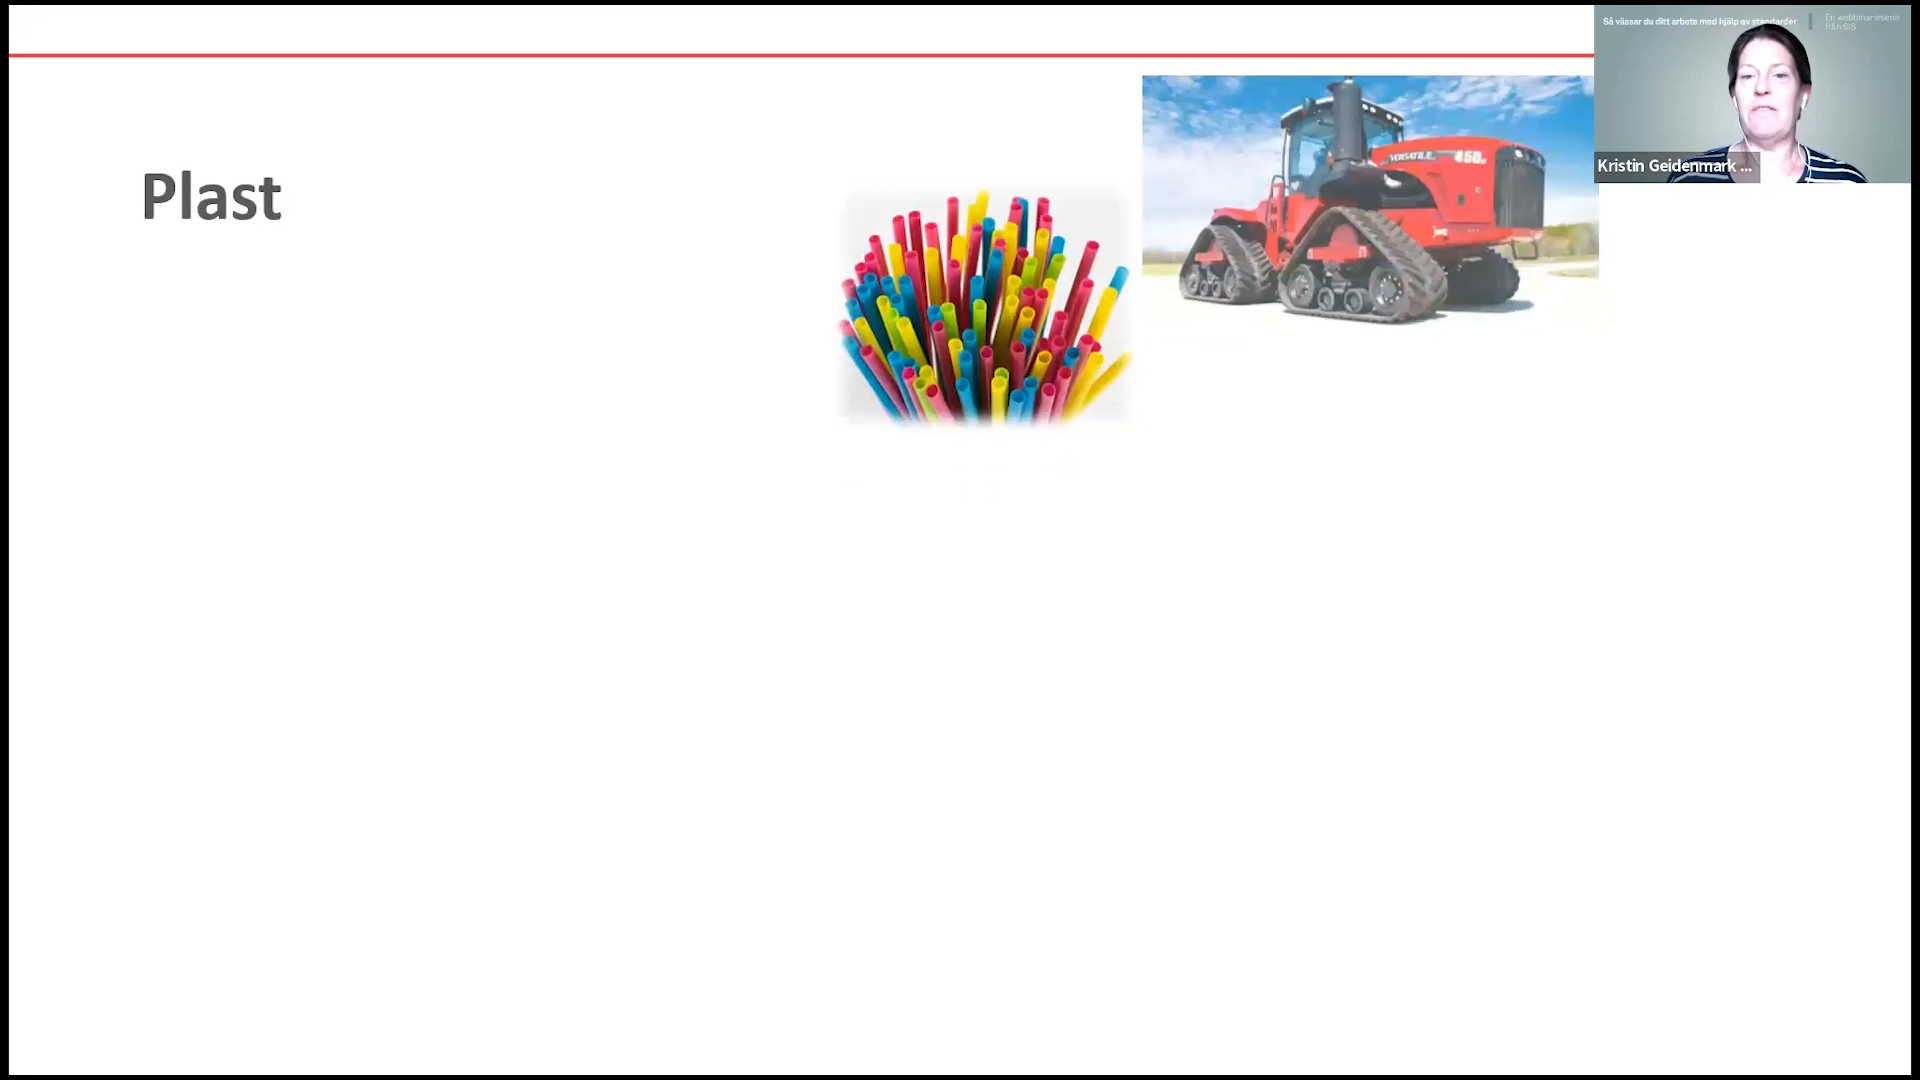 Så vässar du ditt arbete med hjälp av standarder
En webbinarieserie
från SIS
Plast
VERSATILE 450
Kristin Geidenmark ...